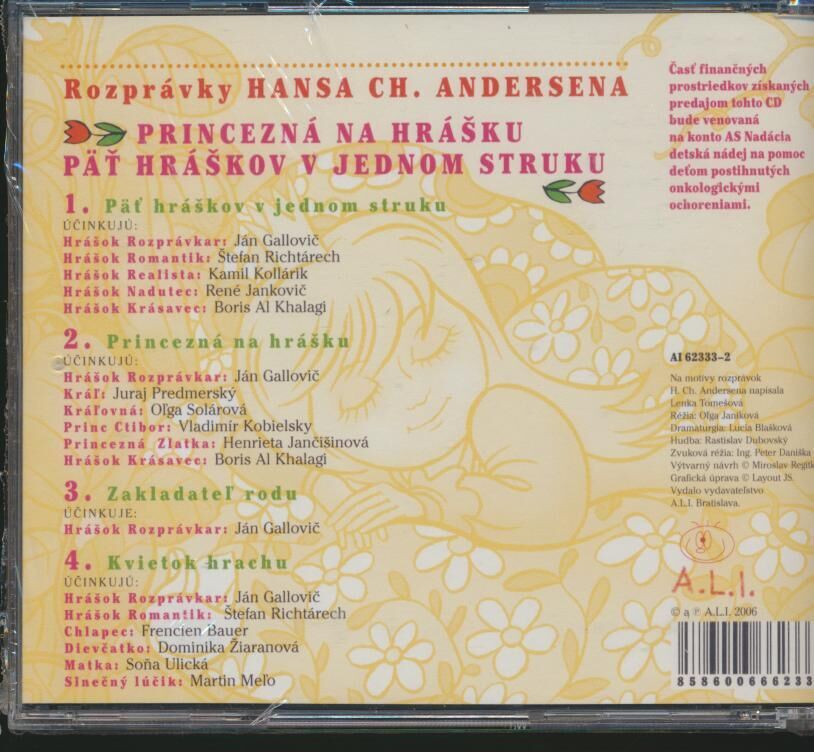 Rozprávky HANSA CH. ANDERSENA
PRINCEZNÁ NA HRÁŠKU
PÄŤ HRÁŠKOV V JEDNOM STRUKU
1. Päť hráškov v jednom struku
ÚČINKUJÚ:
Hrášok Rozprávkar: Ján Gallovič
Hrášok Romantik: Štefan Richtárech
Hrášok Realista: Kamil Kollárik
Hrášok Nadutec: René Jankovič
Hrášok Krásavec: Boris Al Khalagi
2. Princezná na hrášku
ÚČINKUJÚ:
Hrášok Rozprávkar: Ján Gallovič
Kráľ: Juraj Predmerský
Kráľovná: Oľga Solárová
Princ Ctibor: Vladimír Kobielsky
Princezná Zlatka: Henrieta Jančišinová
Hrášok Krásavec: Boris Al Khalagi
3. Zakladateľ rodu
ÚČINKUJE:
Hrášok Rozprávkar: Ján Gallovič
4. Kvietok hrachu
ÚČINKUJÚ:
Hrášok Rozprávkar: Ján Gallovič
Hrášok Romantik: Štefan Richtárech
Chlapec: Frencien Bauer
Dievčatko: Dominika Žiaranová
Matka: Soňa Ulická
Slnečný lúčik: Martin Meľo
Časť finančných
prostriedkov získaných
predajom tohto CD
bude venovaná
na konto AS Nadácia
detská nádej na pomoc
deťom postihnutých
onkologickými
ochoreniami.
AI 62333-2
Na motívy rozprávok
H. Ch. Andersena napísala
Lenka Tomešová
Réžia: Oľga Janíková
Dramaturgia: Lucia Blašková
Hudba: Rastislav Dubovský
Zvuková réžia: Ing. Peter Daniška
Výtvarný návrh © Miroslav Regitk
Grafická úprava © Layout JS.
Vydalo vydavateľstvo
A.L.I. Bratislava.
A.L.I.
© a ℗ A.L.I. 2006
858600666233